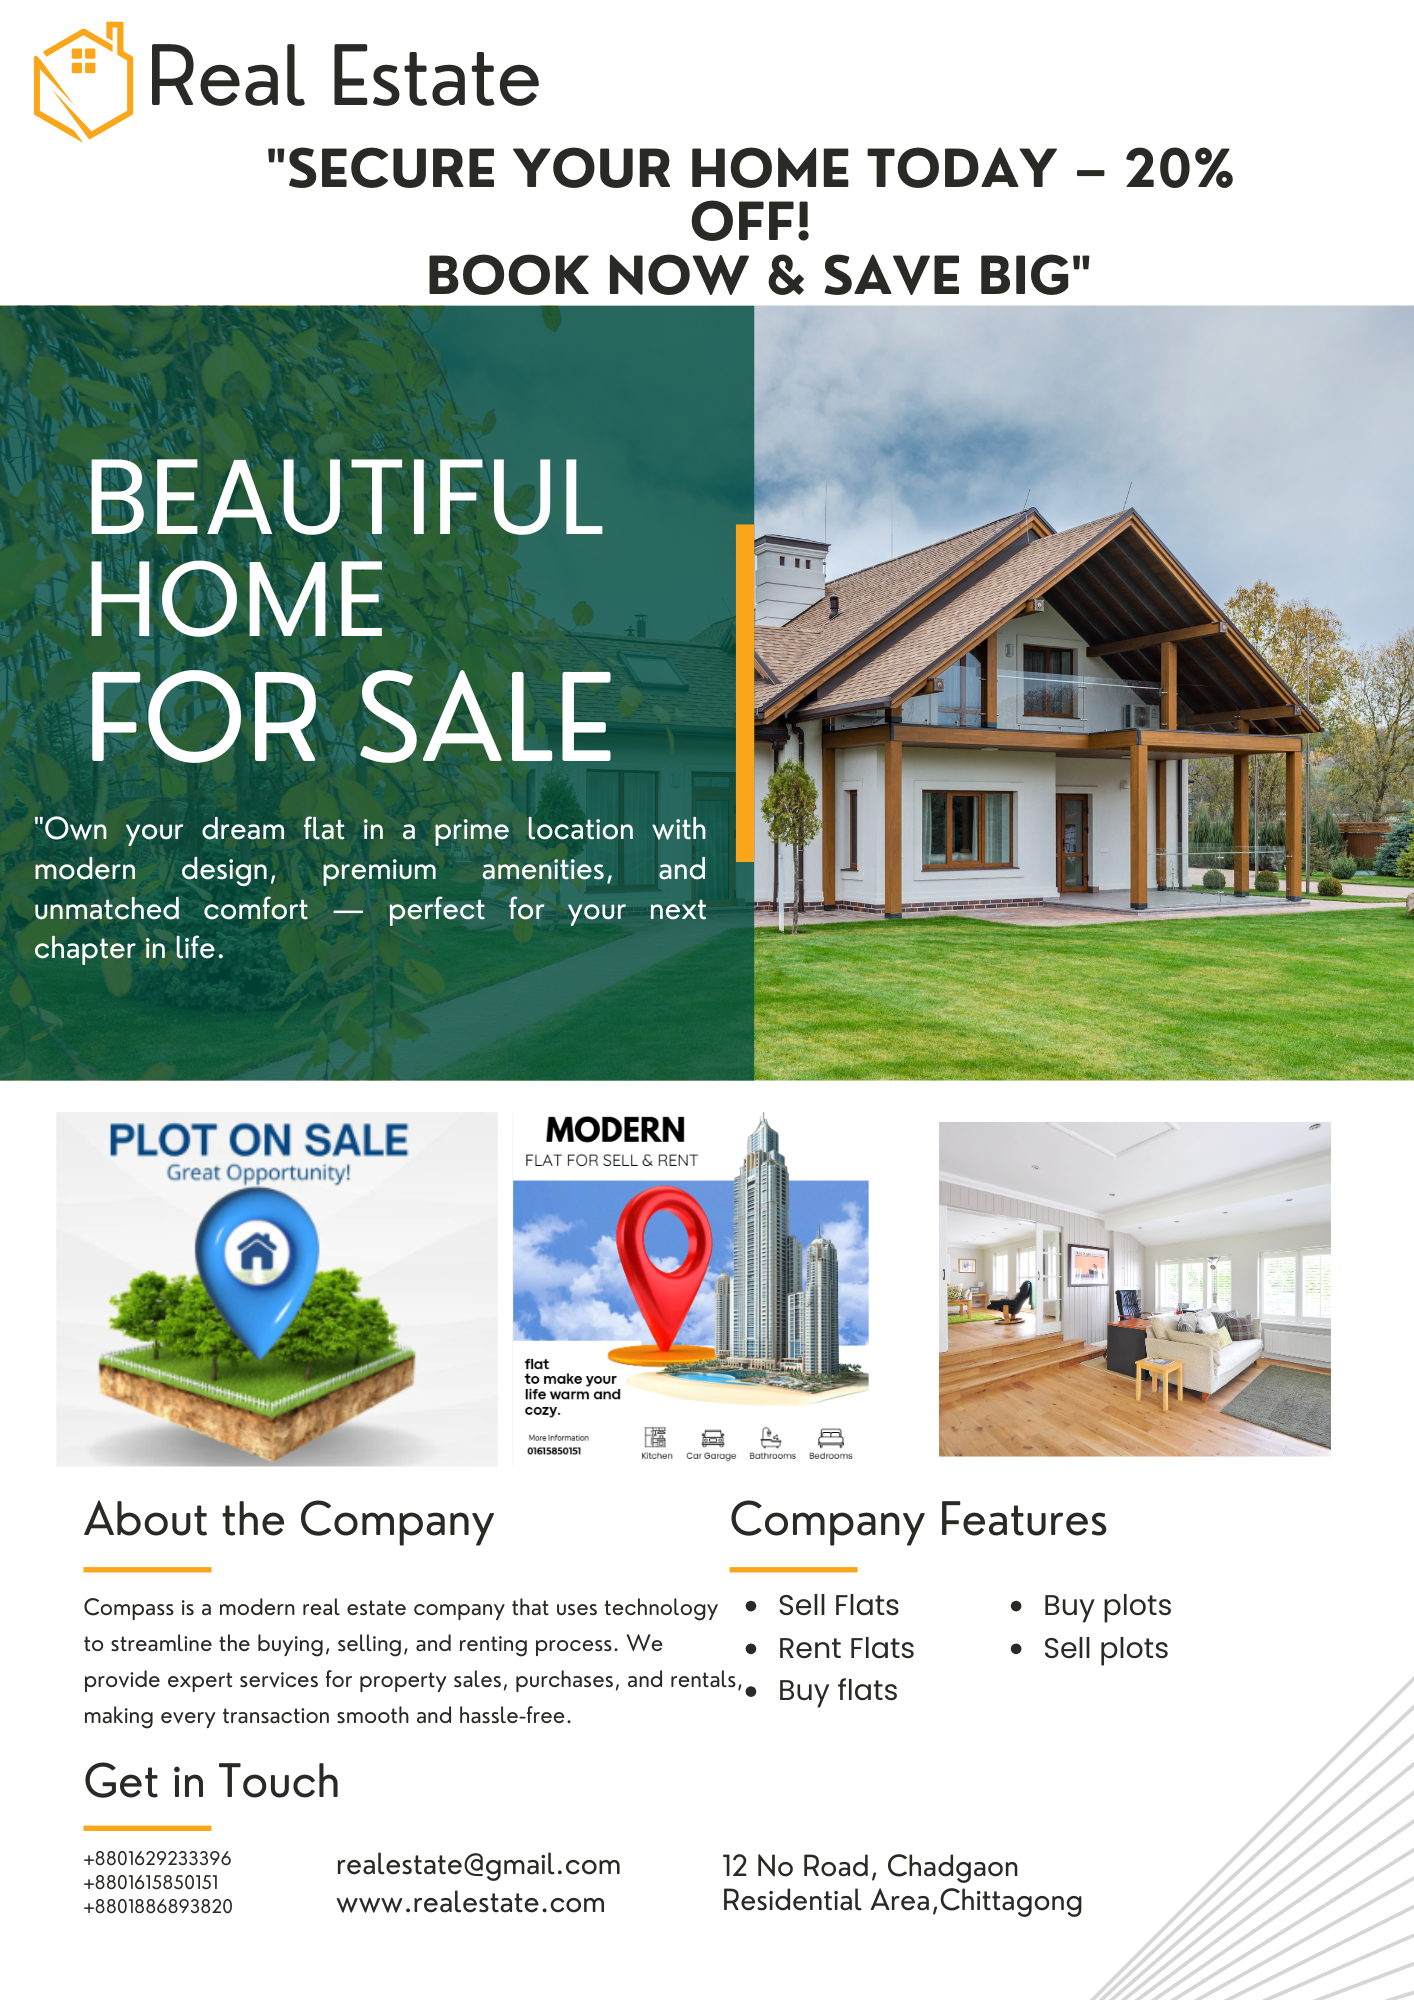 Real Estate
"SECURE YOUR HOME TODAY – 20%
OFF!
BOOK NOW & SAVE BIG"
BEAUTIFUL
HOME
FOR SALE
"Own your dream flat in a prime location with
modern design, premium amenities, and
unmatched comfort — perfect for your next
chapter in life.
PLOT ON SALE
Great Opportunity!
MODERN
FLAT FOR SELL & RENT
flat
to make your
life warm and
cozy.
More Information
01615850151
Kitchen Car Garage Bathrooms Bedrooms
About the Company
Compass is a modern real estate company that uses technology
to streamline the buying, selling, and renting process. We
provide expert services for property sales, purchases, and rentals,
making every transaction smooth and hassle-free.
Company Features
• Sell Flats
• Rent Flats
• Buy flats
• Buy plots
• Sell plots
Get in Touch
+8801629233396
+8801615850151
+8801886893820
realestate@gmail.com
www.realestate.com
12 No Road, Chadgaon
Residential Area,Chittagong